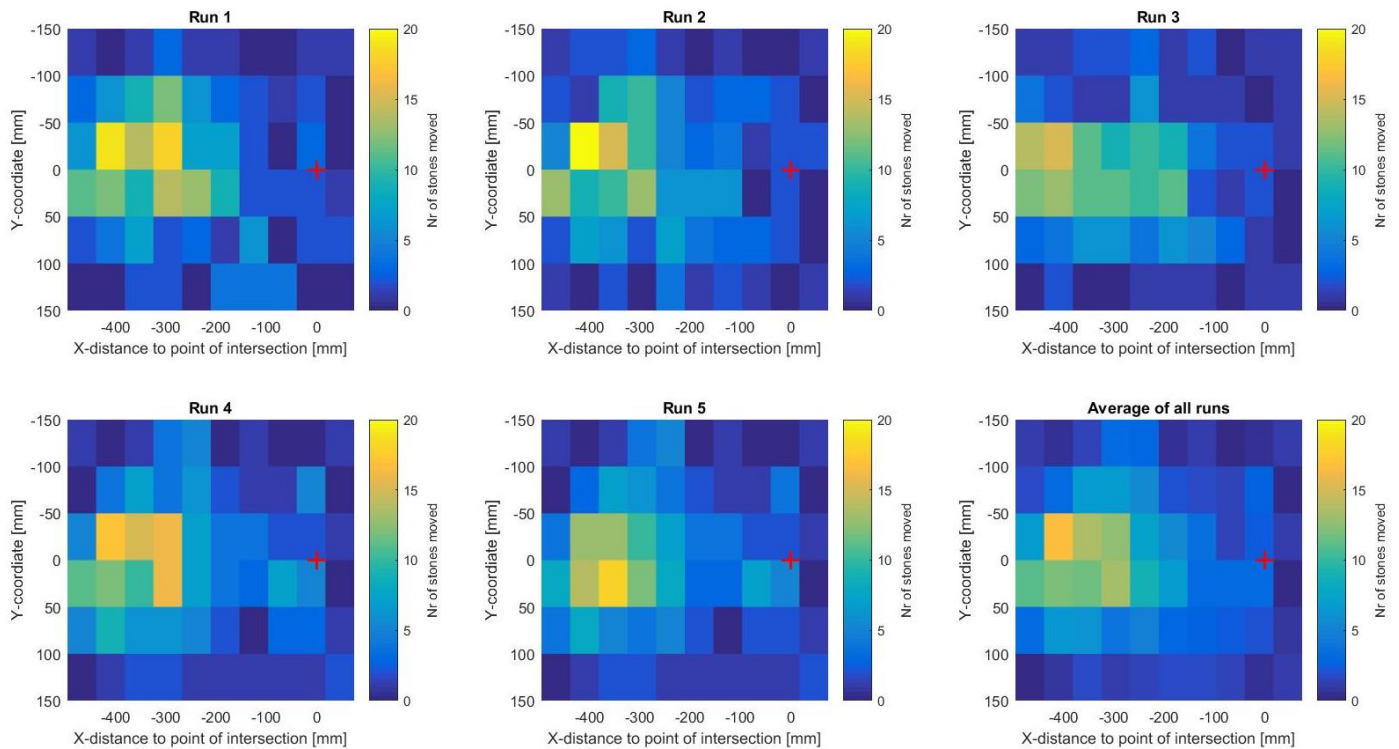 Run 1
Run 2
Run 3
-150
-100
-50
0
50
100
150
-400 -300 -200 -100 0
20
15
10
5
0
Y-coordiate [mm]
X-distance to point of intersection [mm]
Nr of stones moved
-150
-100
-50
0
50
100
150
-400 -300 -200 -100 0
20
15
10
5
0
Y-coordiate [mm]
X-distance to point of intersection [mm]
Nr of stones moved
-150
-100
-50
0
50
100
150
-400 -300 -200 -100 0
20
15
10
5
0
Y-coordiate [mm]
X-distance to point of intersection [mm]
Nr of stones moved
Run 4
Run 5
Average of all runs
-150
-100
-50
0
50
100
150
-400 -300 -200 -100 0
20
15
10
5
0
Y-coordiate [mm]
X-distance to point of intersection [mm]
Nr of stones moved
-150
-100
-50
0
50
100
150
-400 -300 -200 -100 0
20
15
10
5
0
Y-coordiate [mm]
X-distance to point of intersection [mm]
Nr of stones moved
-150
-100
-50
0
50
100
150
-400 -300 -200 -100 0
20
15
10
5
0
Y-coordiate [mm]
X-distance to point of intersection [mm]
Nr of stones moved